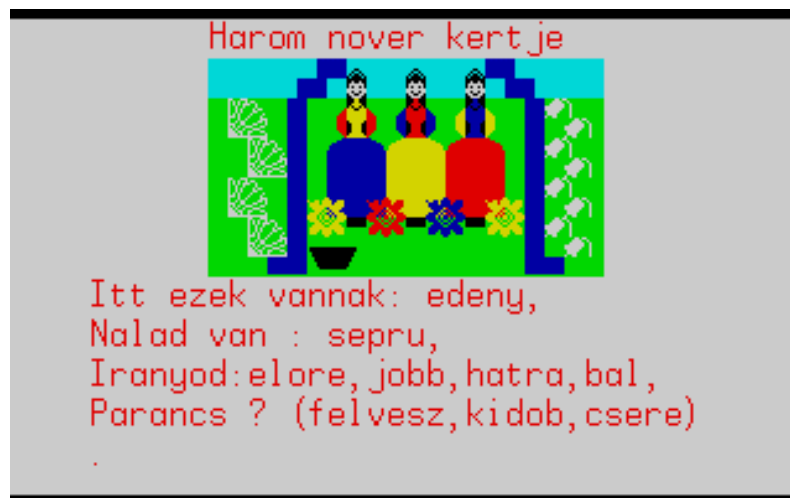 Harom nover kertje
Itt ezek vannak: edeny,
Nalad van : sepru,
Iranyod:elore,jobb,hatra,bal,
Parancs ? (felvesz,kidob,csere)
.